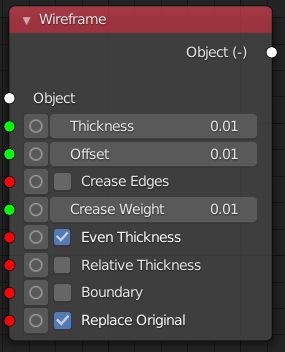 Wireframe
Object (-)
Object
Thickness 0.01
Offset 0.01
Crease Edges
Crease Weight 0.01
Even Thickness
Relative Thickness
Boundary
Replace Original